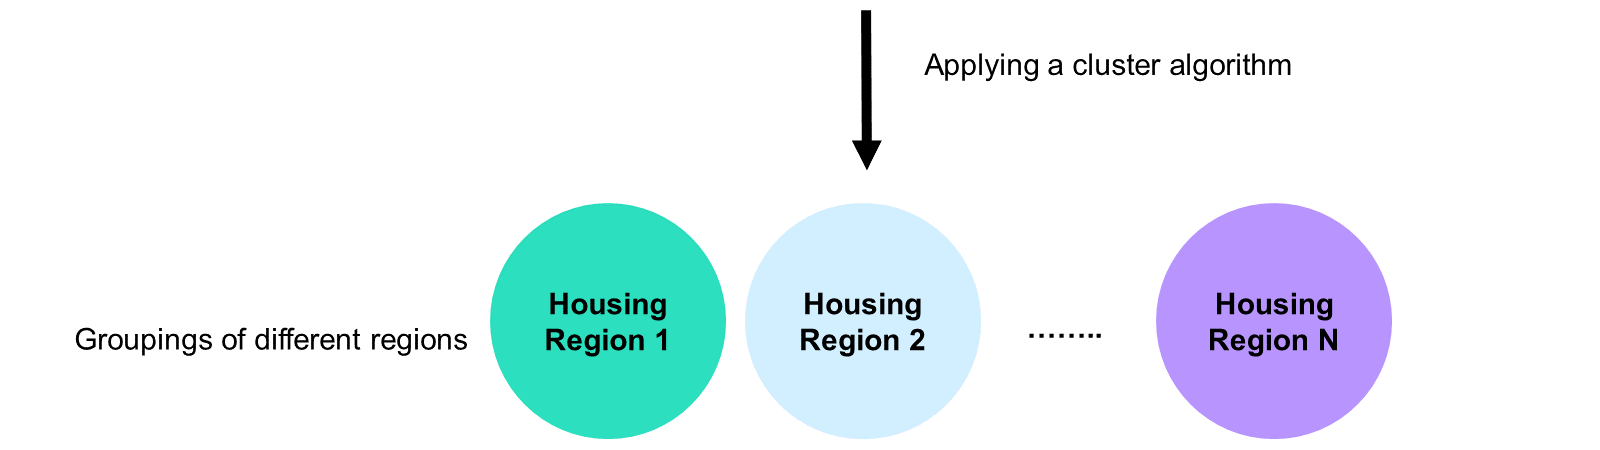 Applying a cluster algorithm
Housing
Region 1
Housing
Region 2
Housing
Region N
Groupings of different regions
……..